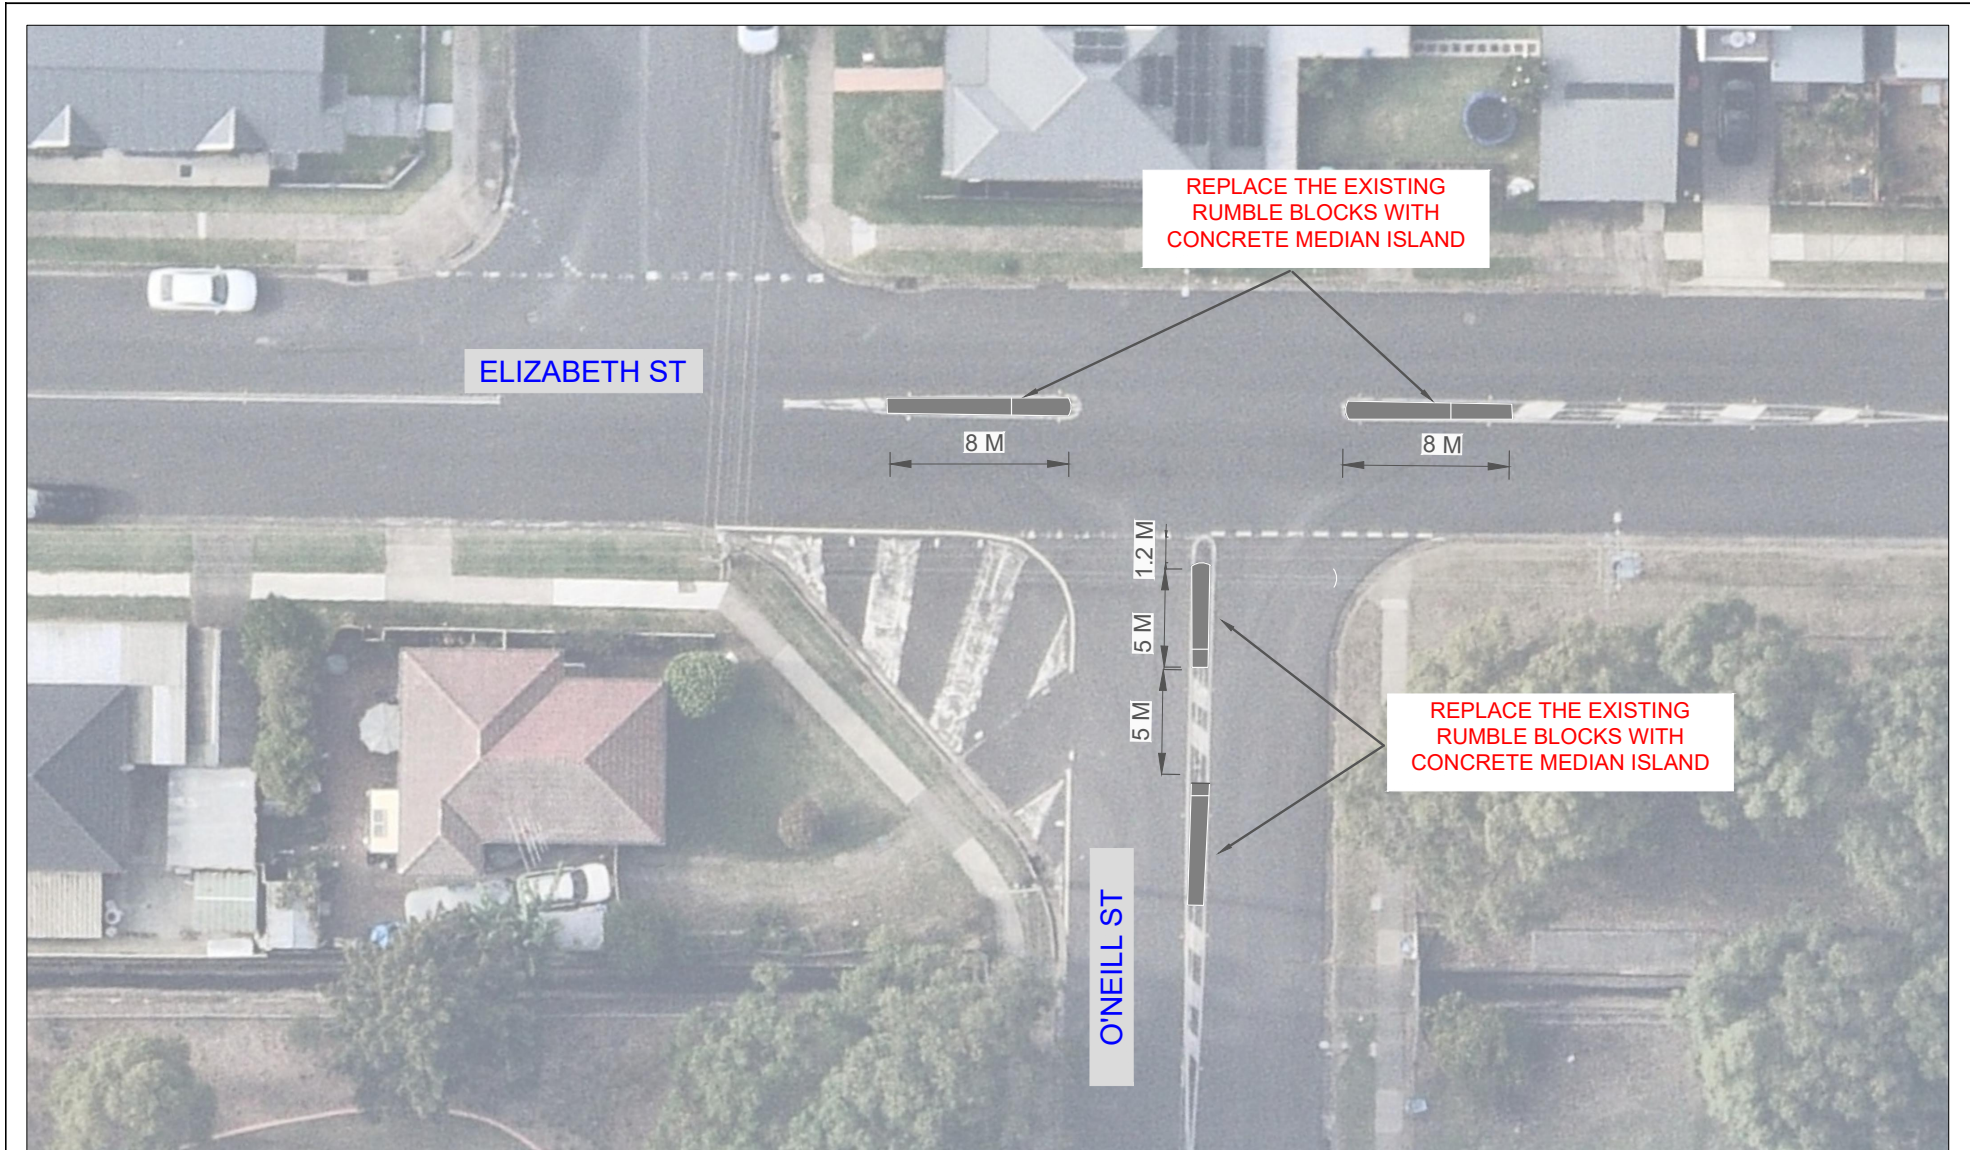 REPLACE THE EXISTING
RUMBLE BLOCKS WITH
CONCRETE MEDIAN ISLAND
ELIZABETH ST
8 M
8 M
1.2 M
5 M
5 M
REPLACE THE EXISTING
RUMBLE BLOCKS WITH
CONCRETE MEDIAN ISLAND
O'NEILL ST